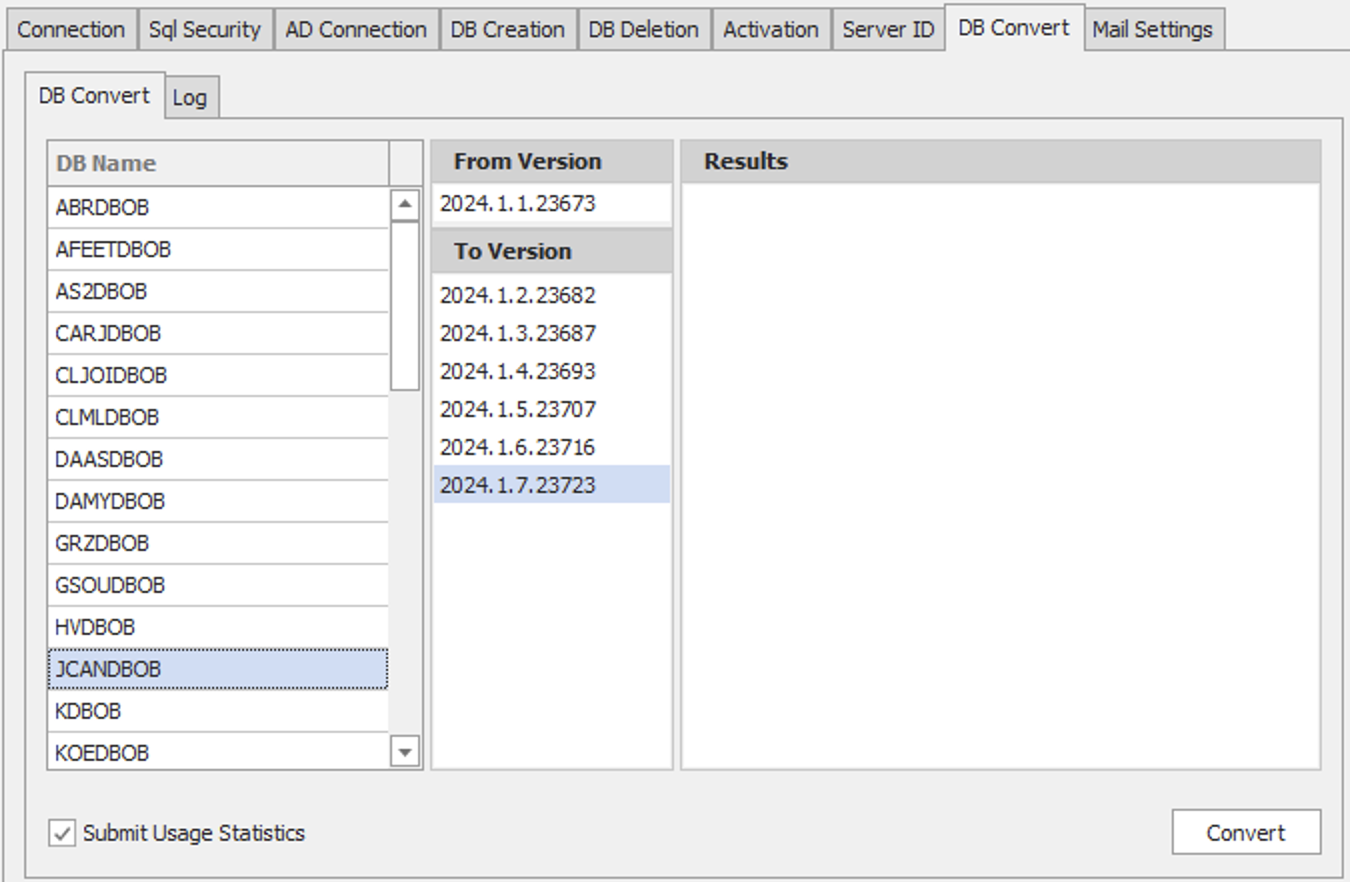 Connection Sql Security AD Connection DB Creation DB Deletion Activation Server ID DB Convert Mail Settings
DB Convert Log
DB Name
ABRDBOB
AFEETDBOB
AS2DBOB
CARJDBOB
CLJOIDBOB
CLMLDBOB
DAASDBOB
DAMYDBOB
GRZDBOB
GSOUDBOB
HVDBOB
JCANDBOB
KDBOB
KOEDBOB
From Version
2024.1.1.23673
To Version
2024.1.2.23682
2024.1.3.23687
2024.1.4.23693
2024.1.5.23707
2024.1.6.23716
2024.1.7.23723
Results
Submit Usage Statistics
Convert